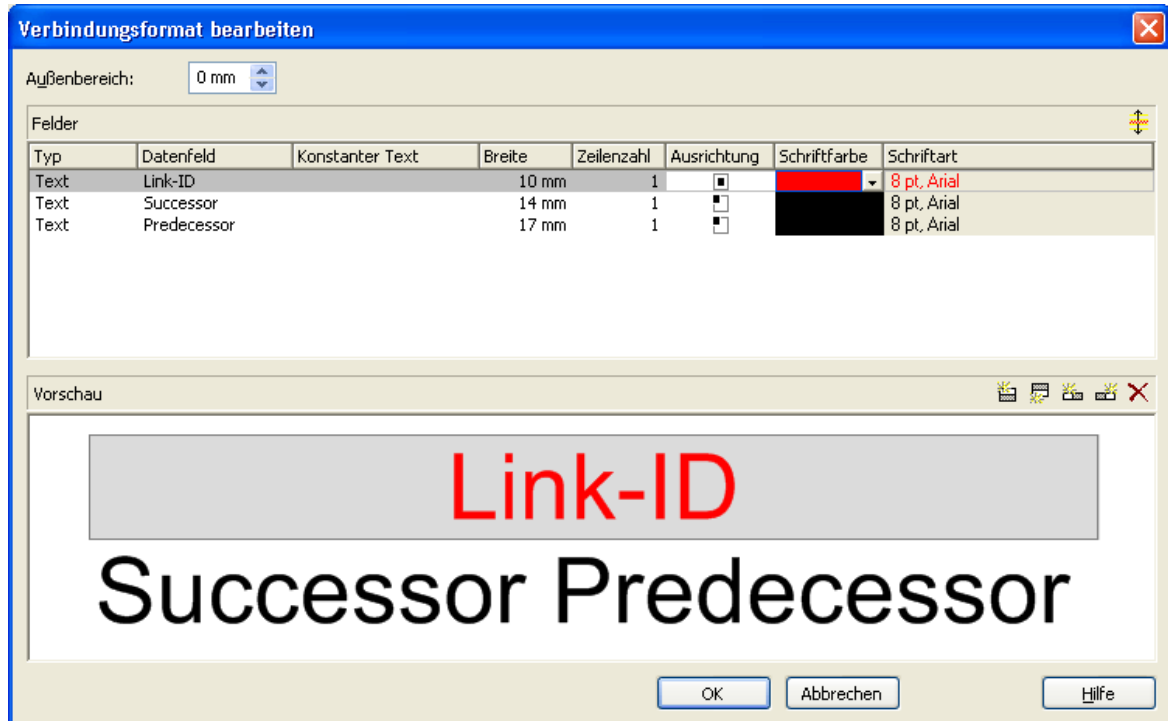 Verbindungsformat bearbeiten
Außenbereich: 0 mm
Felder
Typ Datenfeld Konstanter Text Breite Zeilenzahl Ausrichtung Schriftfarbe Schriftart
Text Link-ID 10 mm 1 8 pt, Arial
Text Successor 14 mm 1 8 pt, Arial
Text Predecessor 17 mm 1 8 pt, Arial
Vorschau
Link-ID
Successor Predecessor
OK Abbrechen Hilfe